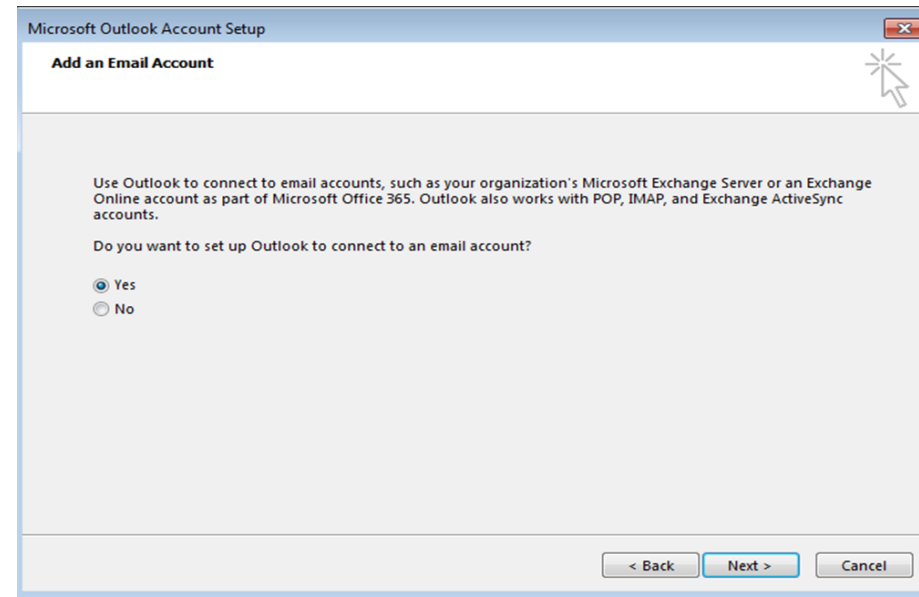 Microsoft Outlook Account Setup
Add an Email Account
Use Outlook to connect to email accounts, such as your organization's Microsoft Exchange Server or an Exchange
Online account as part of Microsoft Office 365. Outlook also works with POP, IMAP, and Exchange ActiveSync
accounts.
Do you want to set up Outlook to connect to an email account?
Yes
No
< Back Next > Cancel